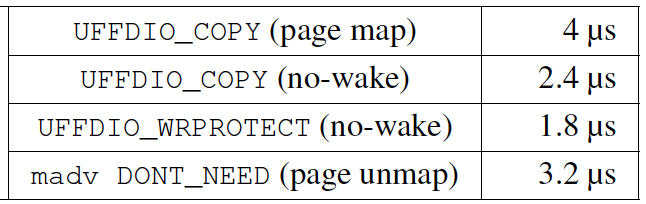 UFFDIO_COPY (page map) 4 µs
UFFDIO_COPY (no-wake) 2.4 µs
UFFDIO_WRPROTECT (no-wake) 1.8 µs
madv DONT_NEED (page unmap) 3.2 µs